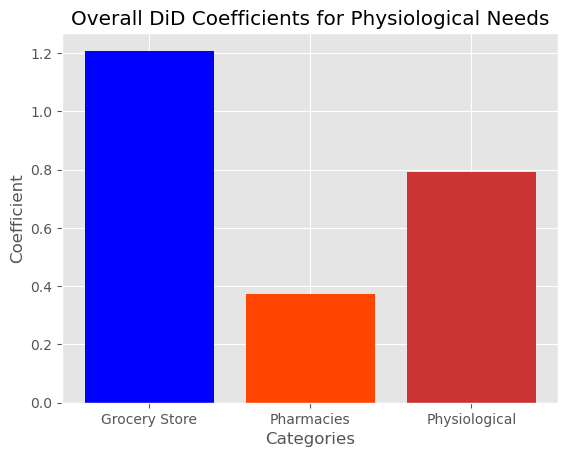 Overall DiD Coefficients for Physiological Needs
1.2
1.0
0.8
0.6
0.4
0.2
0.0
Coefficient
Grocery Store Pharmacies Physiological
Categories